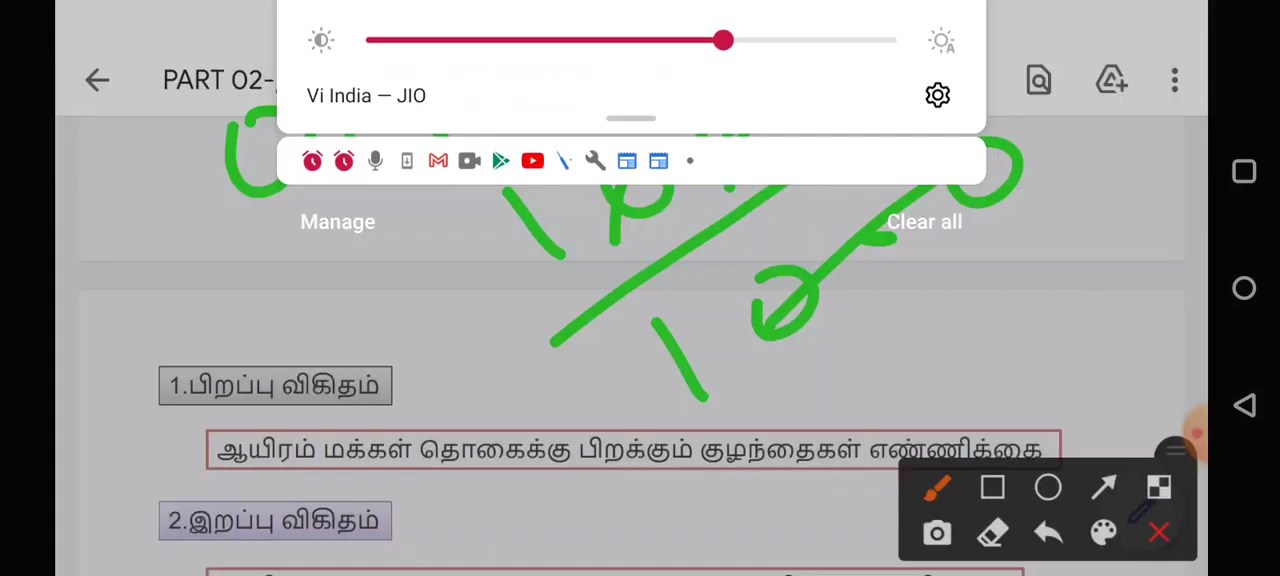 PART 02-
Vi India — JIO
Manage
Clear all
1.பிறப்பு விகிதம்
ஆயிரம் மக்கள் தொகைக்கு பிறக்கும் குழந்தைகள் எண்ணிக்கை
2.இறப்பு விகிதம்